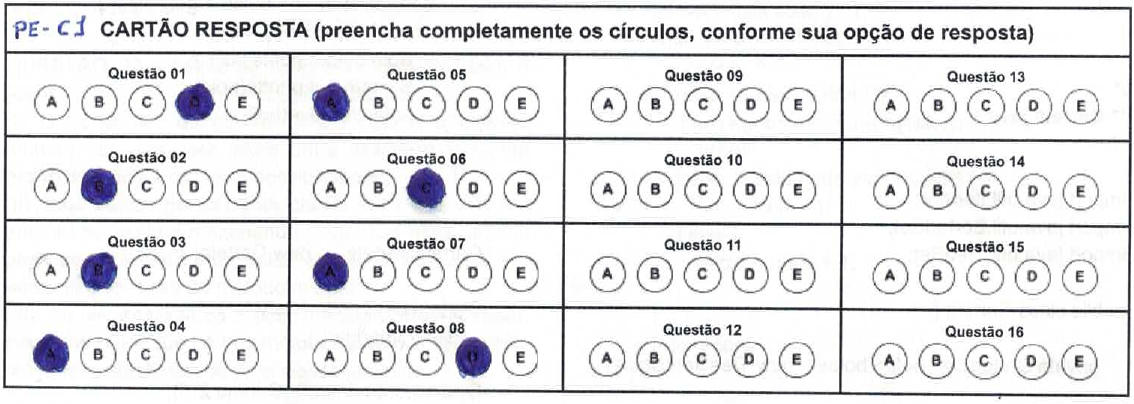 PE-C1 CARTÃO RESPOSTA (preencha completamente os círculos, conforme sua opção de resposta)
Questão 01 Questão 05 Questão 09 Questão 13
A B C D E A B C D E A B C D E A B C D E
Questão 02 Questão 06 Questão 10 Questão 14
A B C D E A B C D E A B C D E A B C D E
Questão 03 Questão 07 Questão 11 Questão 15
A B C D E A B C D E A B C D E A B C D E
Questão 04 Questão 08 Questão 12 Questão 16
A B C D E A B C D E A B C D E A B C D E